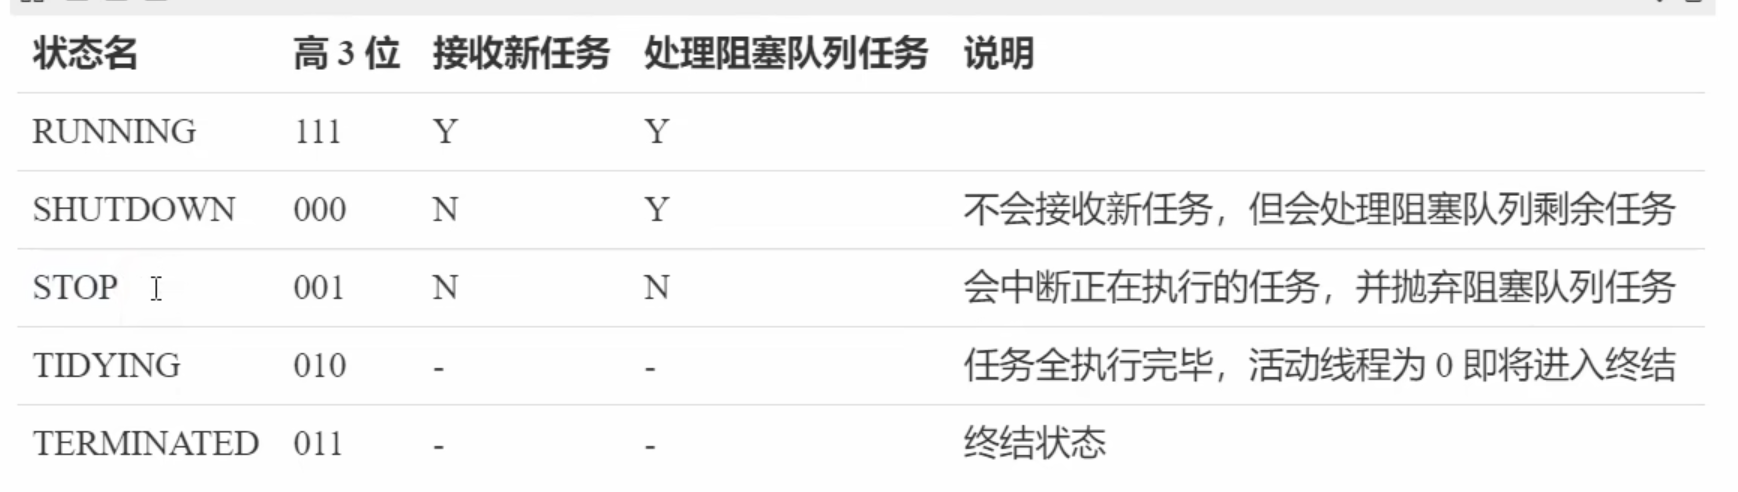 状态名 高 3 位 接收新任务 处理阻塞队列任务 说明
RUNNING 111 Y Y
SHUTDOWN 000 N Y 不会接收新任务，但会处理阻塞队列剩余任务
STOP 001 N N 会中断正在执行的任务，并抛弃阻塞队列任务
TIDYING 010 - - 任务全执行完毕，活动线程为 0 即将进入终结
TERMINATED 011 - - 终结状态